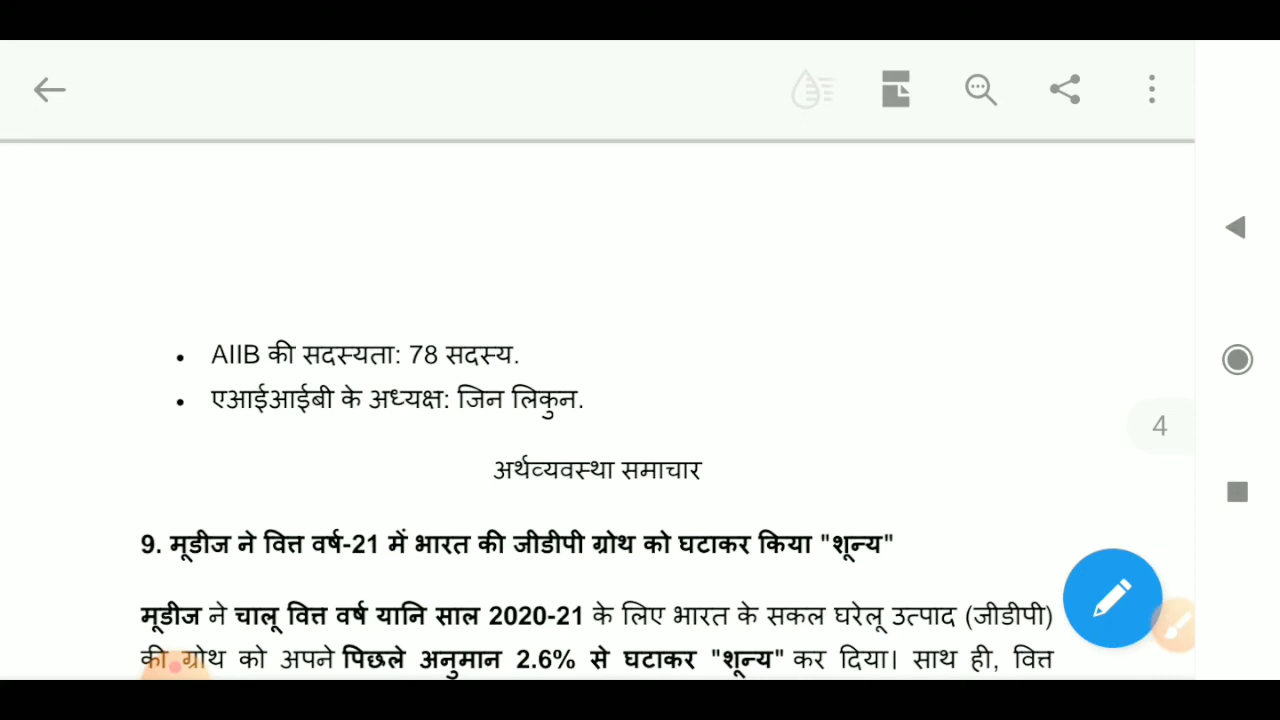 AIIB की सदस्यता: 78 सदस्य.
एआईआईबी के अध्यक्ष: जिन लिकुन.
4
अर्थव्यवस्था समाचार
9. मूडीज ने वित्त वर्ष-21 में भारत की जीडीपी ग्रोथ को घटाकर किया "शून्य"
मूडीज ने चालू वित्त वर्ष यानि साल 2020-21 के लिए भारत के सकल घरेलू उत्पाद (जीडीपी)
की ग्रोथ को अपने पिछले अनुमान 2.6% से घटाकर "शून्य" कर दिया। साथ ही, वित्त